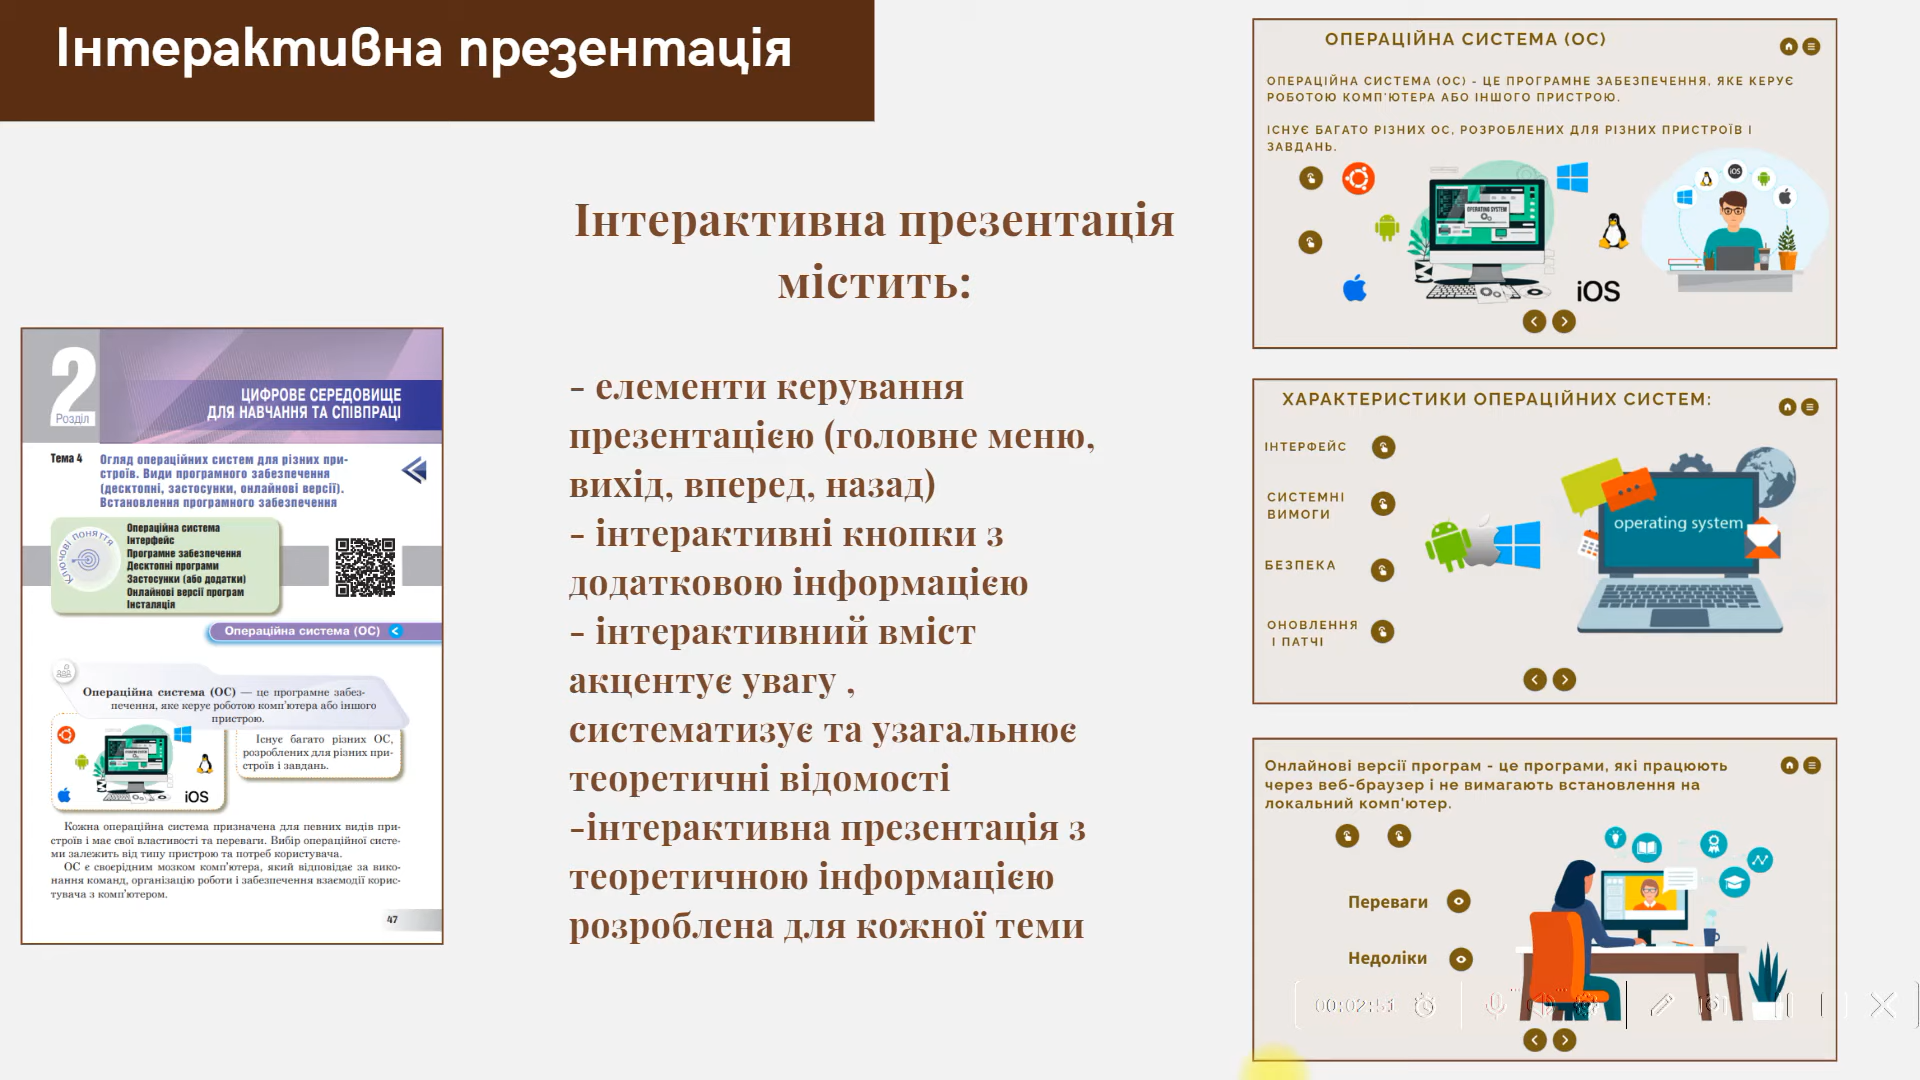 Інтерактивна презентація
Інтерактивна презентація
містить:
- елементи керування
презентацією (головне меню,
вихід, вперед, назад)
- інтерактивні кнопки з
додатковою інформацією
- інтерактивний вміст
акцентує увагу ,
систематизує та узагальнює
теоретичні відомості
-інтерактивна презентація з
теоретичною інформацією
розроблена для кожної теми
2
Розділ
ЦИФРОВЕ СЕРЕДОВИЩЕ
ДЛЯ НАВЧАННЯ ТА СПІВПРАЦІ
Тема 4
Огляд операційних систем для різних при-
строїв. Види програмного забезпечення
(десктопні, застосунки, онлайнові версії).
Встановлення програмного забезпечення
КЛЮЧОВІ ПОНЯТТЯ
Операційна система
Інтерфейс
Програмне забезпечення
Десктопні програми
Застосунки (або додатки)
Онлайнові версії програм
Інсталяція
Операційна система (ОС)
Операційна система (ОС) — це програмне забез-
печення, яке керує роботою комп'ютера або іншого
пристрою.
iOS
Існує багато різних ОС,
розроблених для різних при-
строїв і завдань.
Кожна операційна система призначена для певних видів при-
строїв і має свої властивості та переваги. Вибір операційної систе-
ми залежить від типу пристрою та потреб користувача.
ОС є своєрідним мозком комп'ютера, який відповідає за вико-
нання команд, організацію роботи і забезпечення взаємодії корис-
тувача з комп'ютером.
47
ОПЕРАЦІЙНА СИСТЕМА (ОС)
ОПЕРАЦІЙНА СИСТЕМА (ОС) - ЦЕ ПРОГРАМНЕ ЗАБЕЗПЕЧЕННЯ, ЯКЕ КЕРУЄ
РОБОТОЮ КОМП'ЮТЕРА АБО ІНШОГО ПРИСТРОЮ.
ІСНУЄ БАГАТО РІЗНИХ ОС, РОЗРОБЛЕНИХ ДЛЯ РІЗНИХ ПРИСТРОЇВ І
ЗАВДАНЬ.
OPERATING SYSTEM
iOS
iOS
ХАРАКТЕРИСТИКИ ОПЕРАЦІЙНИХ СИСТЕМ:
ІНТЕРФЕЙС
СИСТЕМНІ
ВИМОГИ
БЕЗПЕКА
ОНОВЛЕННЯ
І ПАТЧІ
operating system
Онлайнові версії програм - це програми, які працюють
через веб-браузер і не вимагають встановлення на
локальний комп'ютер.
Переваги
Недоліки
00:02:51